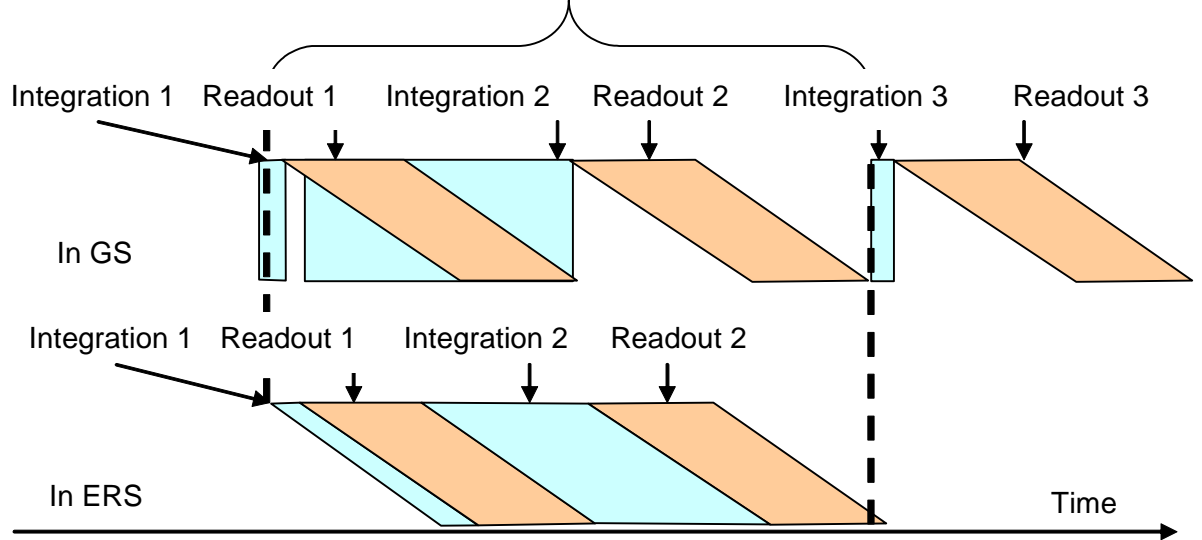 Integration 1 Readout 1 Integration 2 Readout 2 Integration 3 Readout 3
In GS
Integration 1 Readout 1 Integration 2 Readout 2
In ERS
Time